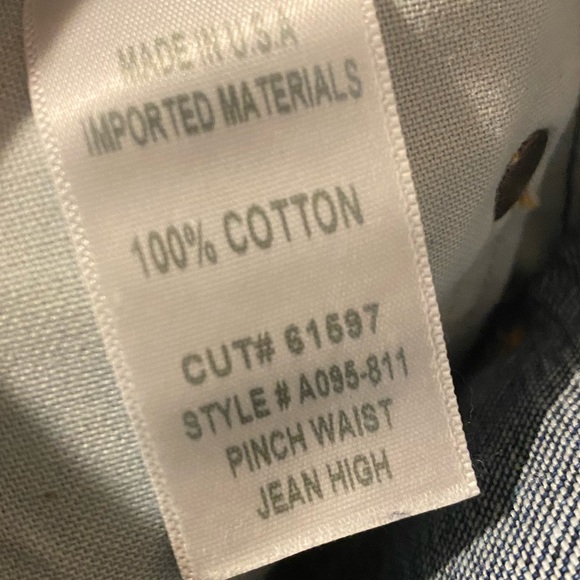 MADE IN U.S.A
IMPORTED MATERIALS
100% COTTON
CUT# 61597
STYLE # A095-811
PINCH WAIST
JEAN HIGH